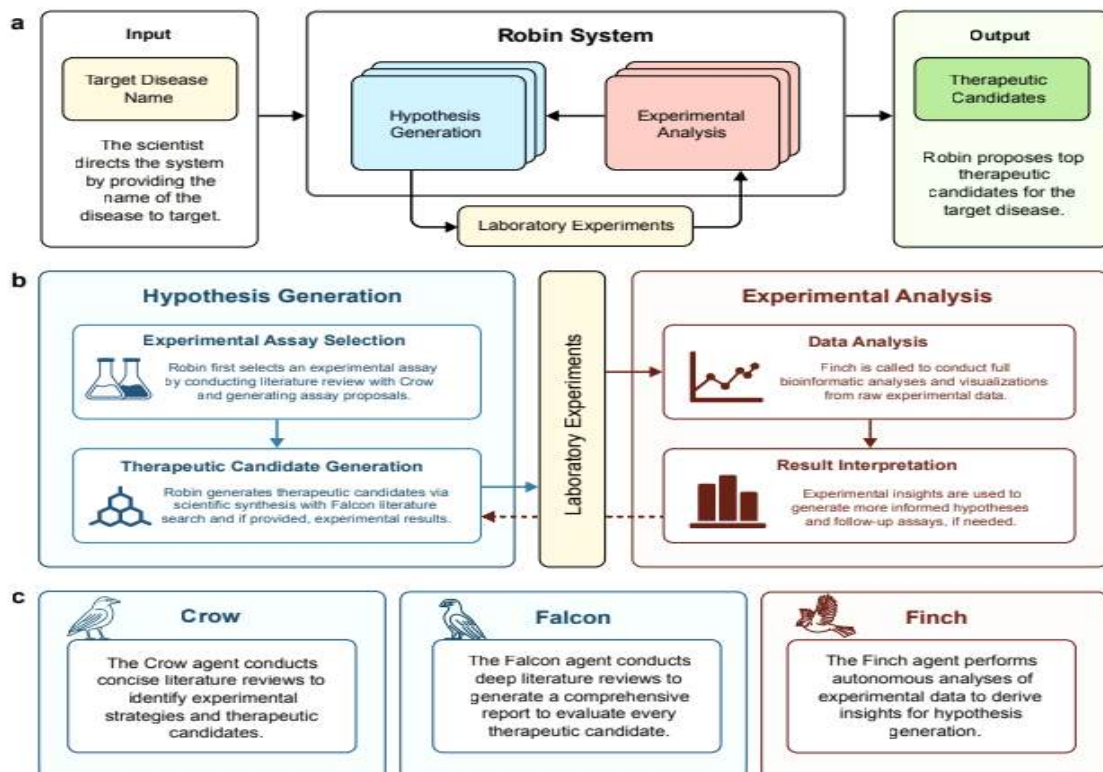 a
Input
Target Disease
Name
The scientist
directs the system
by providing the
name of the
disease to target.
Robin System
Hypothesis
Generation
Experimental
Analysis
Laboratory Experiments
Output
Therapeutic
Candidates
Robin proposes top
therapeutic
candidates for the
target disease.
b
Hypothesis Generation
Experimental Assay Selection
Robin first selects an experimental assay
by conducting literature review with Crow
and generating assay proposals.
Therapeutic Candidate Generation
Robin generates therapeutic candidates via
scientific synthesis with Falcon literature
search and if provided, experimental results.
Laboratory Experiments
Experimental Analysis
Data Analysis
Finch is called to conduct full
bioinformatic analyses and visualizations
from raw experimental data.
Result Interpretation
Experimental insights are used to
generate more informed hypotheses
and follow-up assays, if needed.
c
Crow
The Crow agent conducts
concise literature reviews to
identify experimental
strategies and therapeutic
candidates.
Falcon
The Falcon agent conducts
deep literature reviews to
generate a comprehensive
report to evaluate every
therapeutic candidate.
Finch
The Finch agent performs
autonomous analyses of
experimental data to derive
insights for hypothesis
generation.